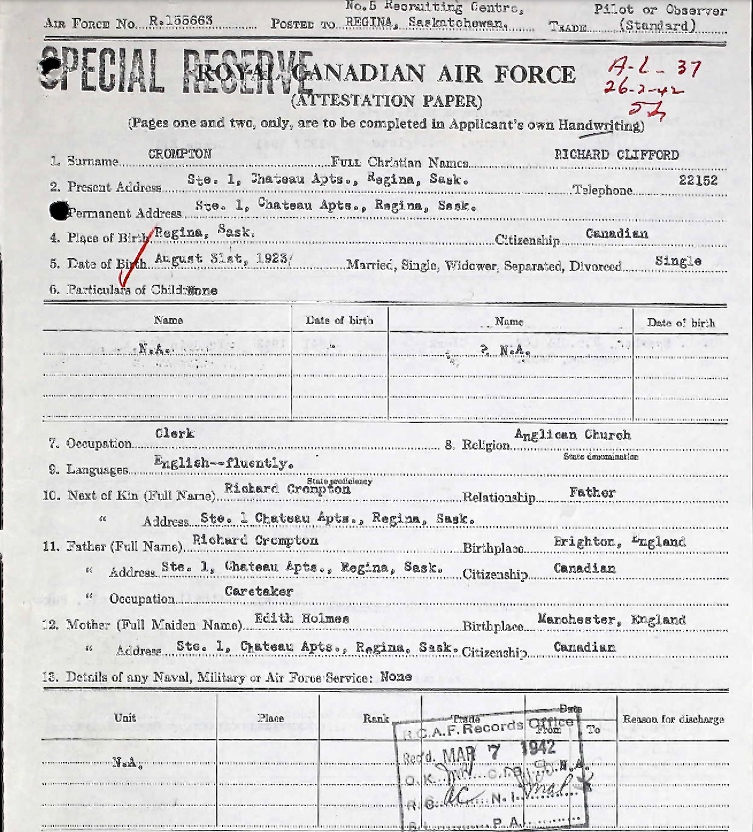 No.5 Recruiting Centre,
Pilot or Observer
AIR FORCE No. R.155663 POSTED TO REGINA, Saskatchewan. TRADE (Standard)
SPECIAL RESERVE
ROYAL CANADIAN AIR FORCE
A-L-37
(ATTESTATION PAPER)
26-2-42
(Pages one and two, only, are to be completed in Applicant's own Handwriting)
1. Surname CROMPTON FULL Christian Names RICHARD CLIFFORD
2. Present Address Ste. 1, Chateau Apts., Regina, Sask. Telephone 22152
Permanent Address Ste. 1, Chateau Apts., Regina, Sask.
4. Place of Birth Regina, Sask. Citizenship Canadian
5. Date of Birth August 31st, 1923 Married, Single, Widower, Separated, Divorced Single
6. Particulars of Children None
Name Date of birth Name Date of birth
N.A. " ? N.A.
7. Occupation Clerk 8. Religion Anglican Church
State denomination
9. Languages English--fluently.
State proficiency
10. Next of Kin (Full Name) Richard Crompton Relationship Father
" Address Ste. 1 Chateau Apts., Regina, Sask.
11. Father (Full Name) Richard Crompton Birthplace Brighton, England
" Address Ste. 1, Chateau Apts., Regina, Sask. Citizenship Canadian
" Occupation Caretaker
12. Mother (Full Maiden Name) Edith Holmes Birthplace Manchester, England
" Address Ste. 1, Chateau Apts., Regina, Sask. Citizenship Canadian
13. Details of any Naval, Military or Air Force Service: None
Unit Place Rank Trade Date From To Reason for discharge
R.C.A.F. Records Office
Rec'd. MAR 7 1942
N.A. N.A.
O.K. C.R.
R.C. N.I.
P.A.